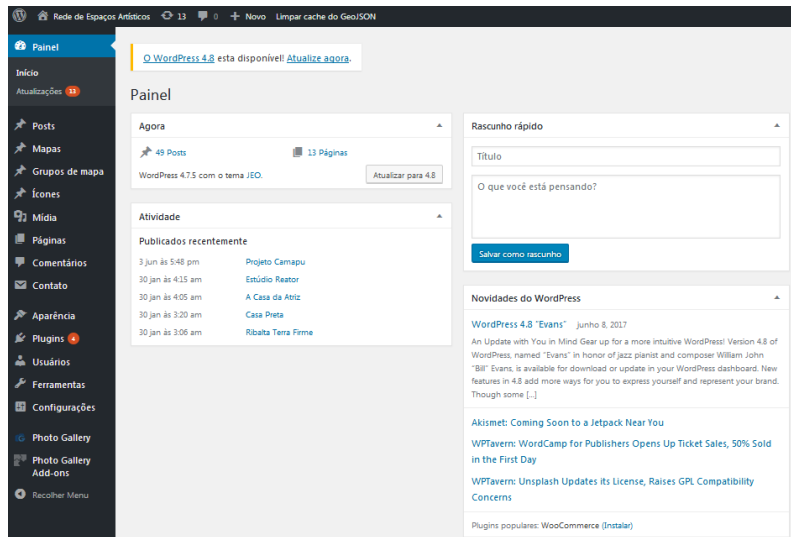 Rede de Espaços Artísticos 13 0 Novo Limpar cache do GeoJSON
Painel
Início
Atualizações 13
Posts
Mapas
Grupos de mapa
Ícones
Mídia
Páginas
Comentários
Contato
Aparência
Plugins 4
Usuários
Ferramentas
Configurações
Photo Gallery
Photo Gallery
Add-ons
Recolher Menu
O WordPress 4.8 esta disponível! Atualize agora.
Painel
Agora
49 Posts 13 Páginas
WordPress 4.7.5 com o tema JEO. Atualizar para 4.8
Atividade
Publicados recentemente
3 jun às 5:48 pm Projeto Camapu
30 jan às 4:15 am Estúdio Reator
30 jan às 4:05 am A Casa da Atriz
30 jan às 3:20 am Casa Preta
30 jan às 3:06 am Ribalta Terra Firme
Rascunho rápido
Título
O que você está pensando?
Salvar como rascunho
Novidades do WordPress
WordPress 4.8 "Evans" junho 8, 2017
An Update with You in Mind Gear up for a more intuitive WordPress! Version 4.8 of
WordPress, named "Evans" in honor of jazz pianist and composer William John
"Bill" Evans, is available for download or update in your WordPress dashboard. New
features in 4.8 add more ways for you to express yourself and represent your brand.
Though some [...]
Akismet: Coming Soon to a Jetpack Near You
WPTavern: WordCamp for Publishers Opens Up Ticket Sales, 50% Sold
in the First Day
WPTavern: Unsplash Updates its License, Raises GPL Compatibility
Concerns
Plugins populares: WooCommerce (Instalar)